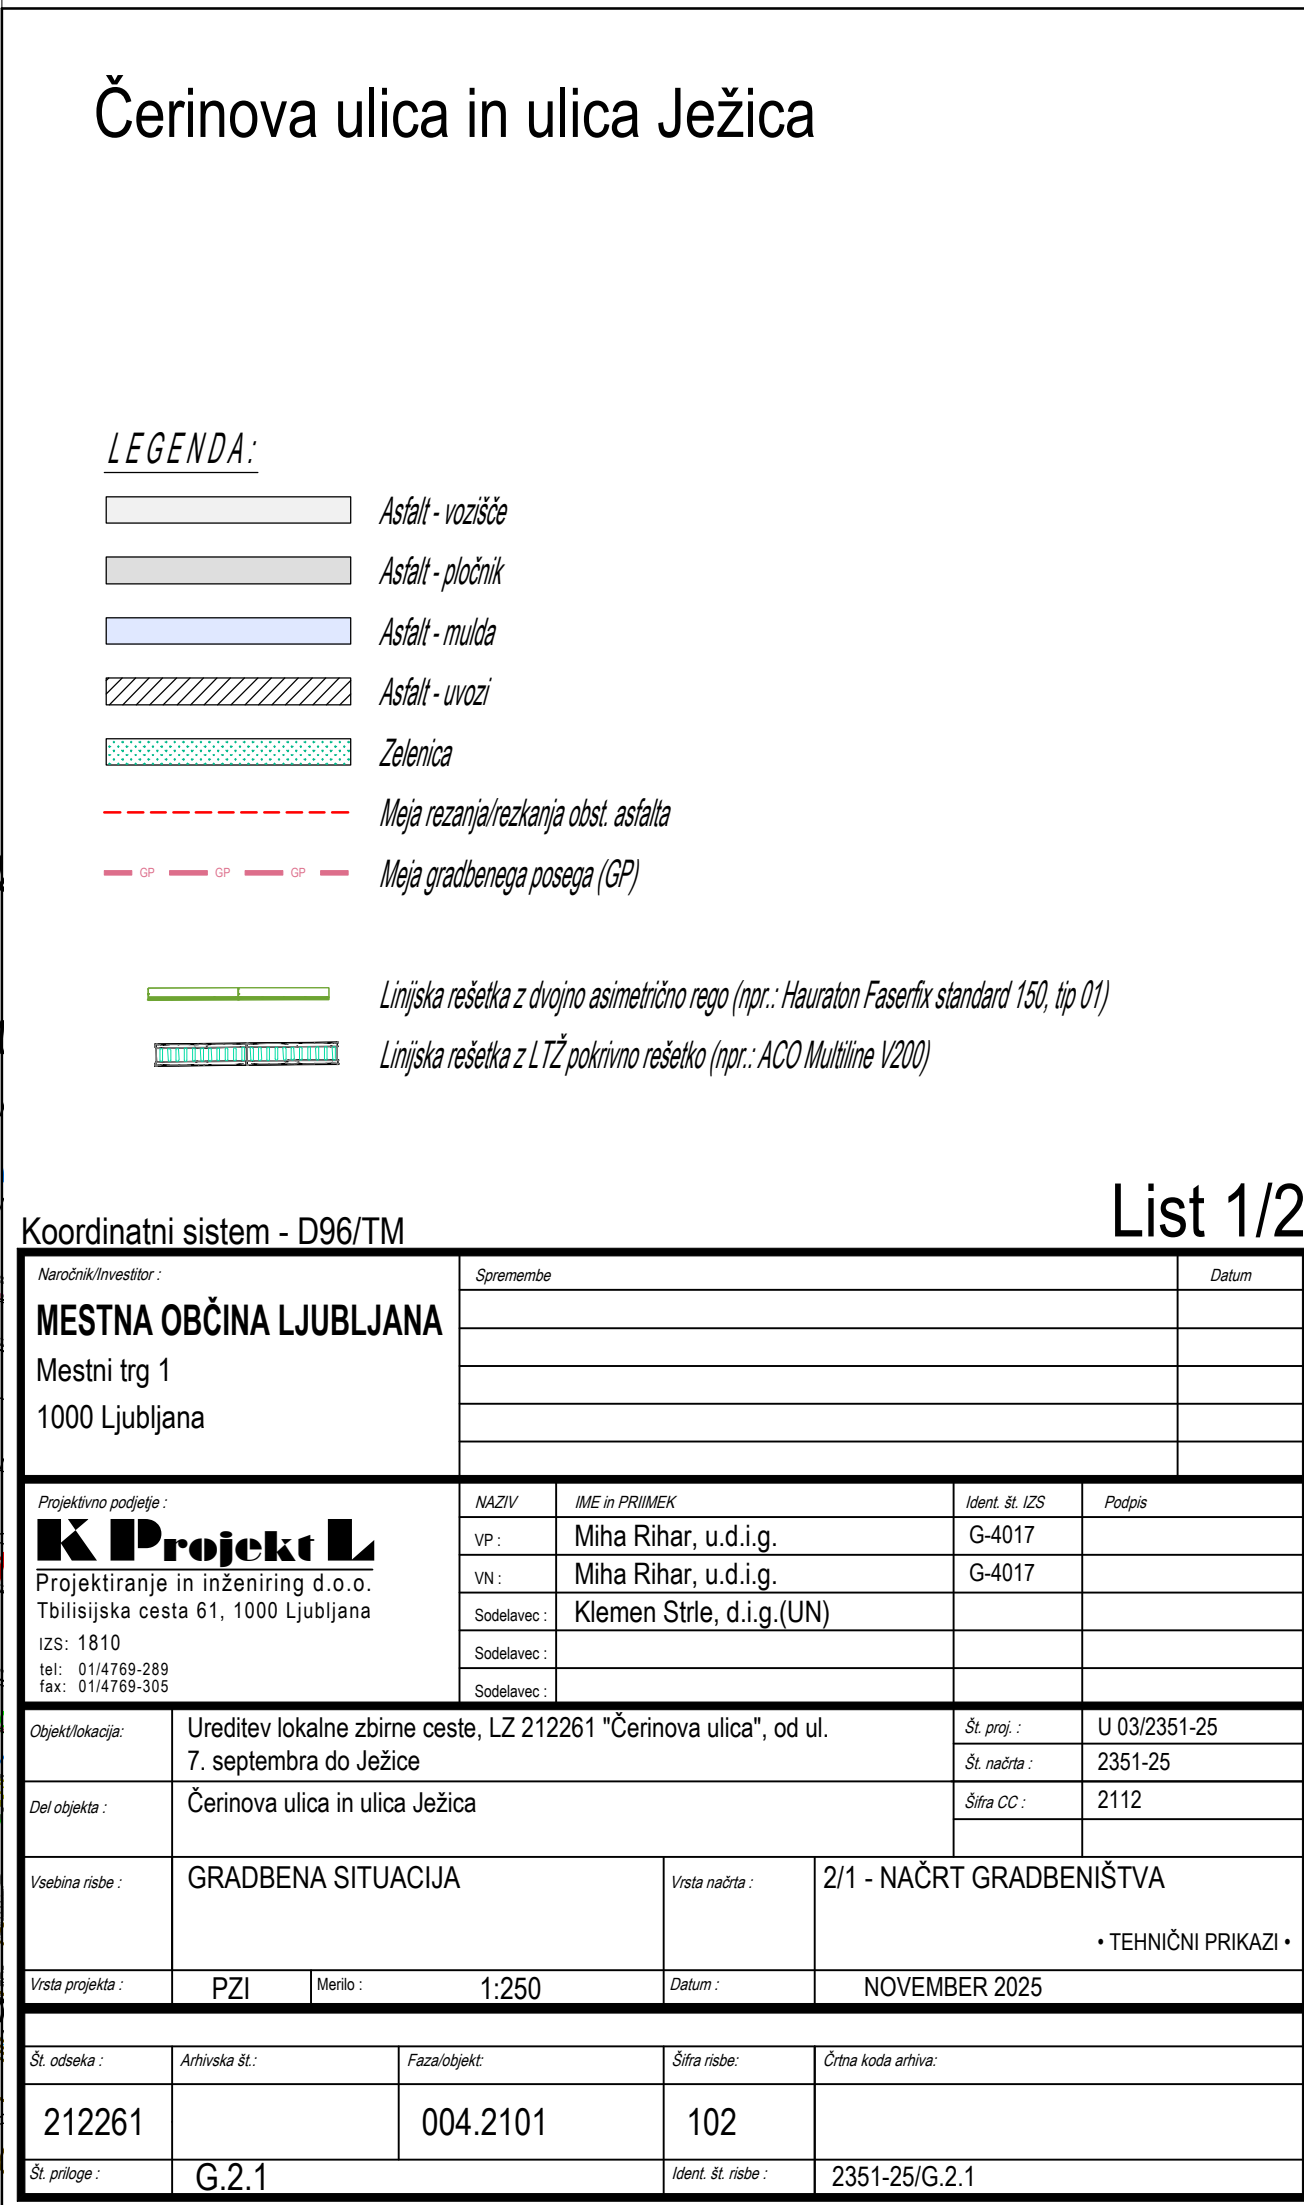 Čerinova ulica in ulica Ježica
LEGENDA:
Asfalt - vozišče
Asfalt - pločnik
Asfalt - mulda
Asfalt - uvozi
Zelenica
Meja rezanja/rezkanja obst. asfalta
GP GP GP Meja gradbenega posega (GP)
Linijska rešetka z dvojno asimetrično rego (npr.: Hauraton Faserfix standard 150, tip 01)
Linijska rešetka z LTŽ pokrivno rešetko (npr.: ACO Multiline V200)
List 1/2
Koordinatni sistem - D96/TM
Naročnik/Investitor :
MESTNA OBČINA LJUBLJANA
Mestni trg 1
1000 Ljubljana
Spremembe Datum
Projektivno podjetje :
K Projekt L
Projektiranje in inženiring d.o.o.
Tbilisijska cesta 61, 1000 Ljubljana
IZS: 1810
tel: 01/4769-289
fax: 01/4769-305
NAZIV IME in PRIIMEK Ident. št. IZS Podpis
VP : Miha Rihar, u.d.i.g. G-4017
VN : Miha Rihar, u.d.i.g. G-4017
Sodelavec : Klemen Strle, d.i.g.(UN)
Sodelavec :
Sodelavec :
Objekt/lokacija: Ureditev lokalne zbirne ceste, LZ 212261 "Čerinova ulica", od ul.
7. septembra do Ježice
Št. proj. : U 03/2351-25
Št. načrta : 2351-25
Del objekta : Čerinova ulica in ulica Ježica
Šifra CC : 2112
Vsebina risbe : GRADBENA SITUACIJA
Vrsta načrta : 2/1 - NAČRT GRADBENIŠTVA
• TEHNIČNI PRIKAZI •
Vrsta projekta : PZI Merilo : 1:250 Datum : NOVEMBER 2025
Št. odseka : Arhivska št.: Faza/objekt: Šifra risbe: Črtna koda arhiva:
212261 004.2101 102
Št. priloge : G.2.1 Ident. št. risbe : 2351-25/G.2.1